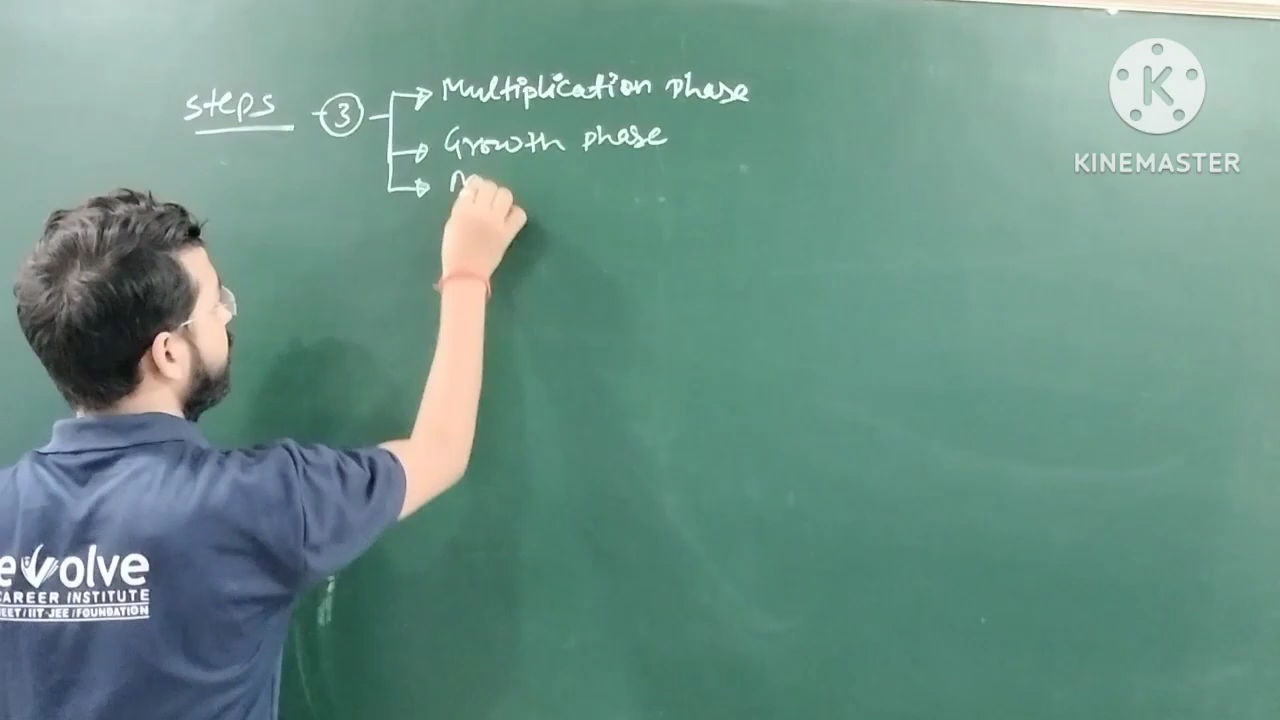 steps 3 Multiplication phase
Growth phase
KINEMASTER
evolve
CAREER INSTITUTE
NEET/IIT-JEE/FOUNDATION